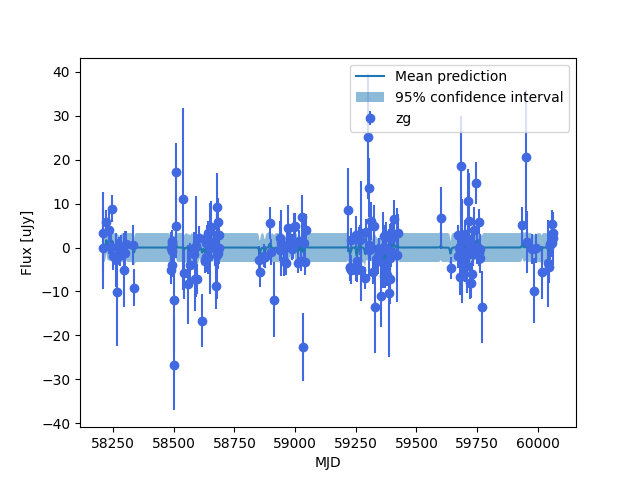 Flux [uJy]
40
30
20
10
0
−10
−20
−30
−40
Mean prediction
95% confidence interval
zg
58250 58500 58750 59000 59250 59500 59750 60000
MJD